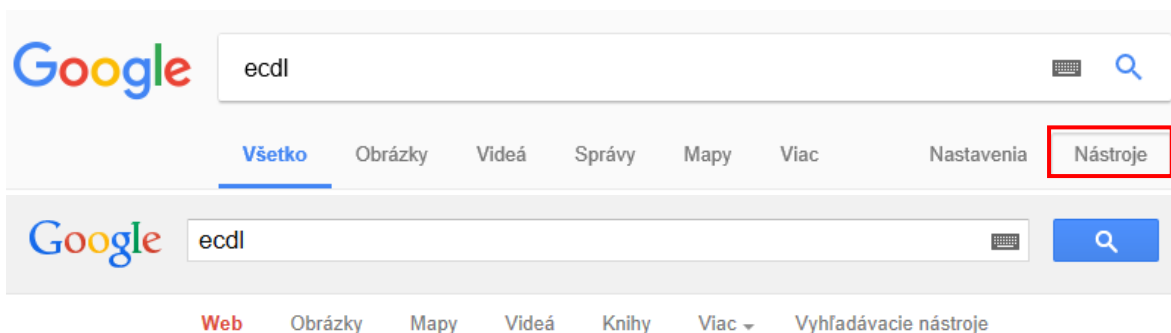 Google ecdl
Všetko Obrázky Videá Správy Mapy Viac Nastavenia Nástroje
Google ecdl
Web Obrázky Mapy Videá Knihy Viac Vyhľadávacie nástroje